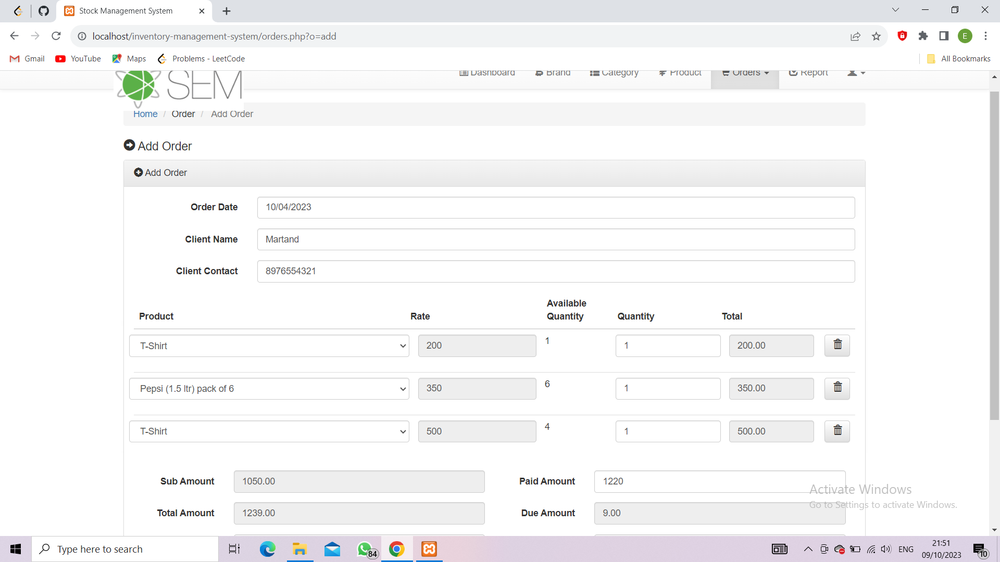 Stock Management System
localhost/inventory-management-system/orders.php?o=add
E
Gmail YouTube Maps Problems - LeetCode All Bookmarks
SEM Dashboard Brand Category Product Orders Report
Home / Order / Add Order
Add Order
Add Order
Order Date 10/04/2023
Client Name Martand
Client Contact 8976554321
Available
Product Rate Quantity Quantity Total
T-Shirt 200 1 1 200.00
Pepsi (1.5 ltr) pack of 6 350 6 1 350.00
T-Shirt 500 4 1 500.00
Sub Amount 1050.00 Paid Amount 1220
Total Amount 1239.00 Due Amount 9.00
Activate Windows
Go to Settings to activate Windows.
Type here to search 84 ENG 21:51
09/10/2023 10